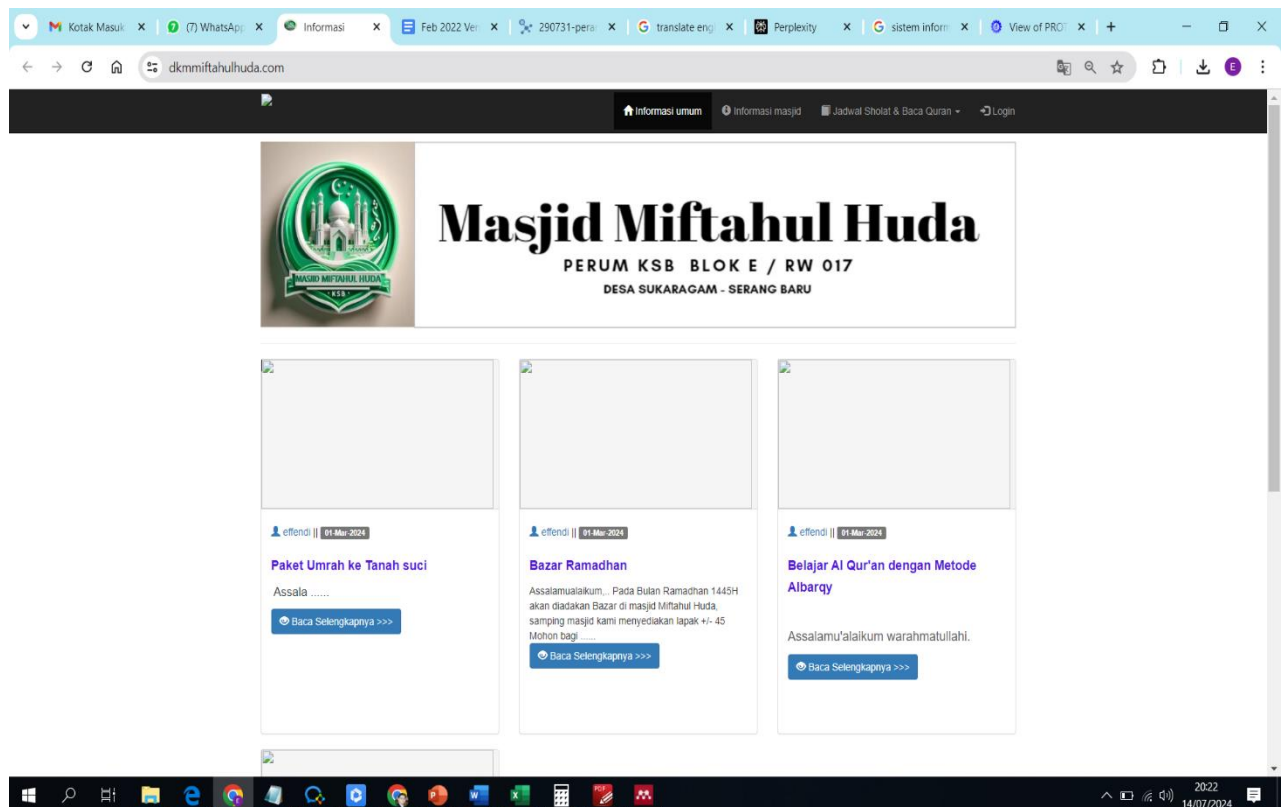 Kotak Masuk
(7) WhatsApp
Informasi
Feb 2022 Ver
290731-pera
translate eng
Perplexity
sistem inform
View of PRO
dkmmiftahulhuda.com
E
Informasi umum
Informasi masjid
Jadwal Sholat & Baca Quran
Login
MASJID MIFTAHUL HUDA
KSB
Masjid Miftahul Huda
PERUM KSB BLOK E / RW 017
DESA SUKARAGAM - SERANG BARU
effendi || 01-Mar-2024
Paket Umrah ke Tanah suci
Assala ......
Baca Selengkapnya >>>
effendi || 01-Mar-2024
Bazar Ramadhan
Assalamualaikum,.. Pada Bulan Ramadhan 1445H
akan diadakan Bazar di masjid Miftahul Huda,
samping masjid kami menyediakan lapak +/- 45
Mohon bagi ......
Baca Selengkapnya >>>
effendi || 01-Mar-2024
Belajar Al Qur'an dengan Metode
Albarqy
Assalamu'alaikum warahmatullahi.
Baca Selengkapnya >>>
20:22
14/07/2024